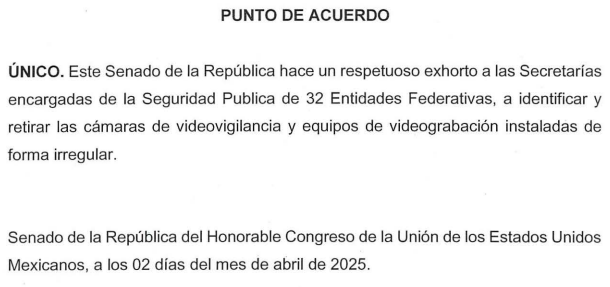 PUNTO DE ACUERDO
ÚNICO. Este Senado de la República hace un respetuoso exhorto a las Secretarías
encargadas de la Seguridad Publica de 32 Entidades Federativas, a identificar y
retirar las cámaras de videovigilancia y equipos de videograbación instaladas de
forma irregular.
Senado de la República del Honorable Congreso de la Unión de los Estados Unidos
Mexicanos, a los 02 días del mes de abril de 2025.